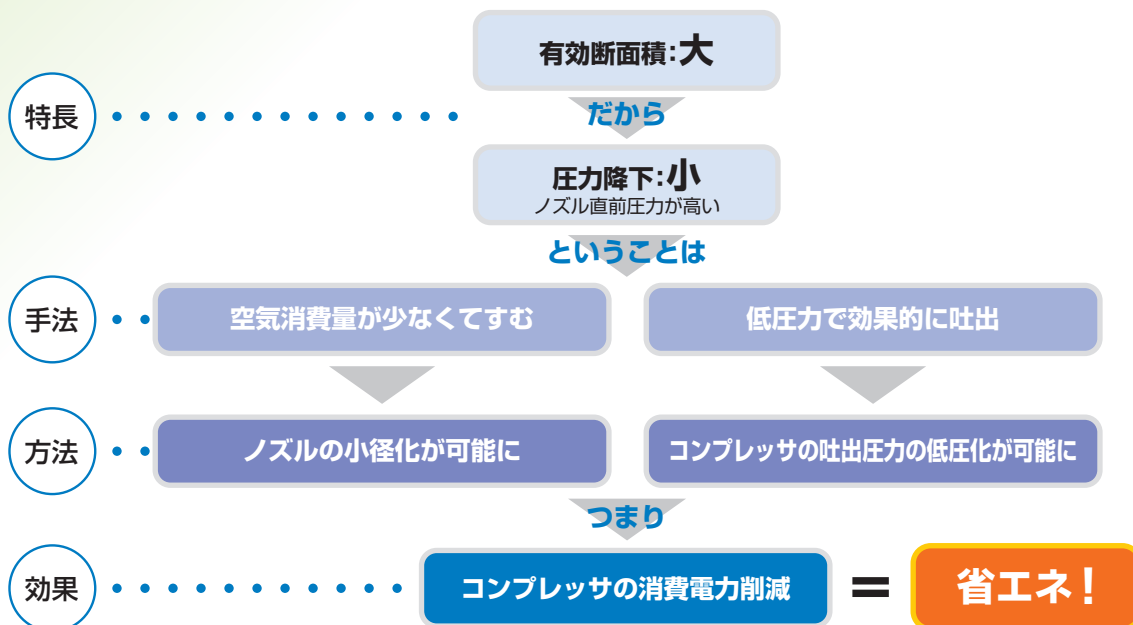 有効断面積:大
特長
だから
圧力降下:小
ノズル直前圧力が高い
ということは
手法
空気消費量が少なくてすむ
低圧力で効果的に吐出
方法
ノズルの小径化が可能に
コンプレッサの吐出圧力の低圧化が可能に
つまり
効果
コンプレッサの消費電力削減
=
省エネ!